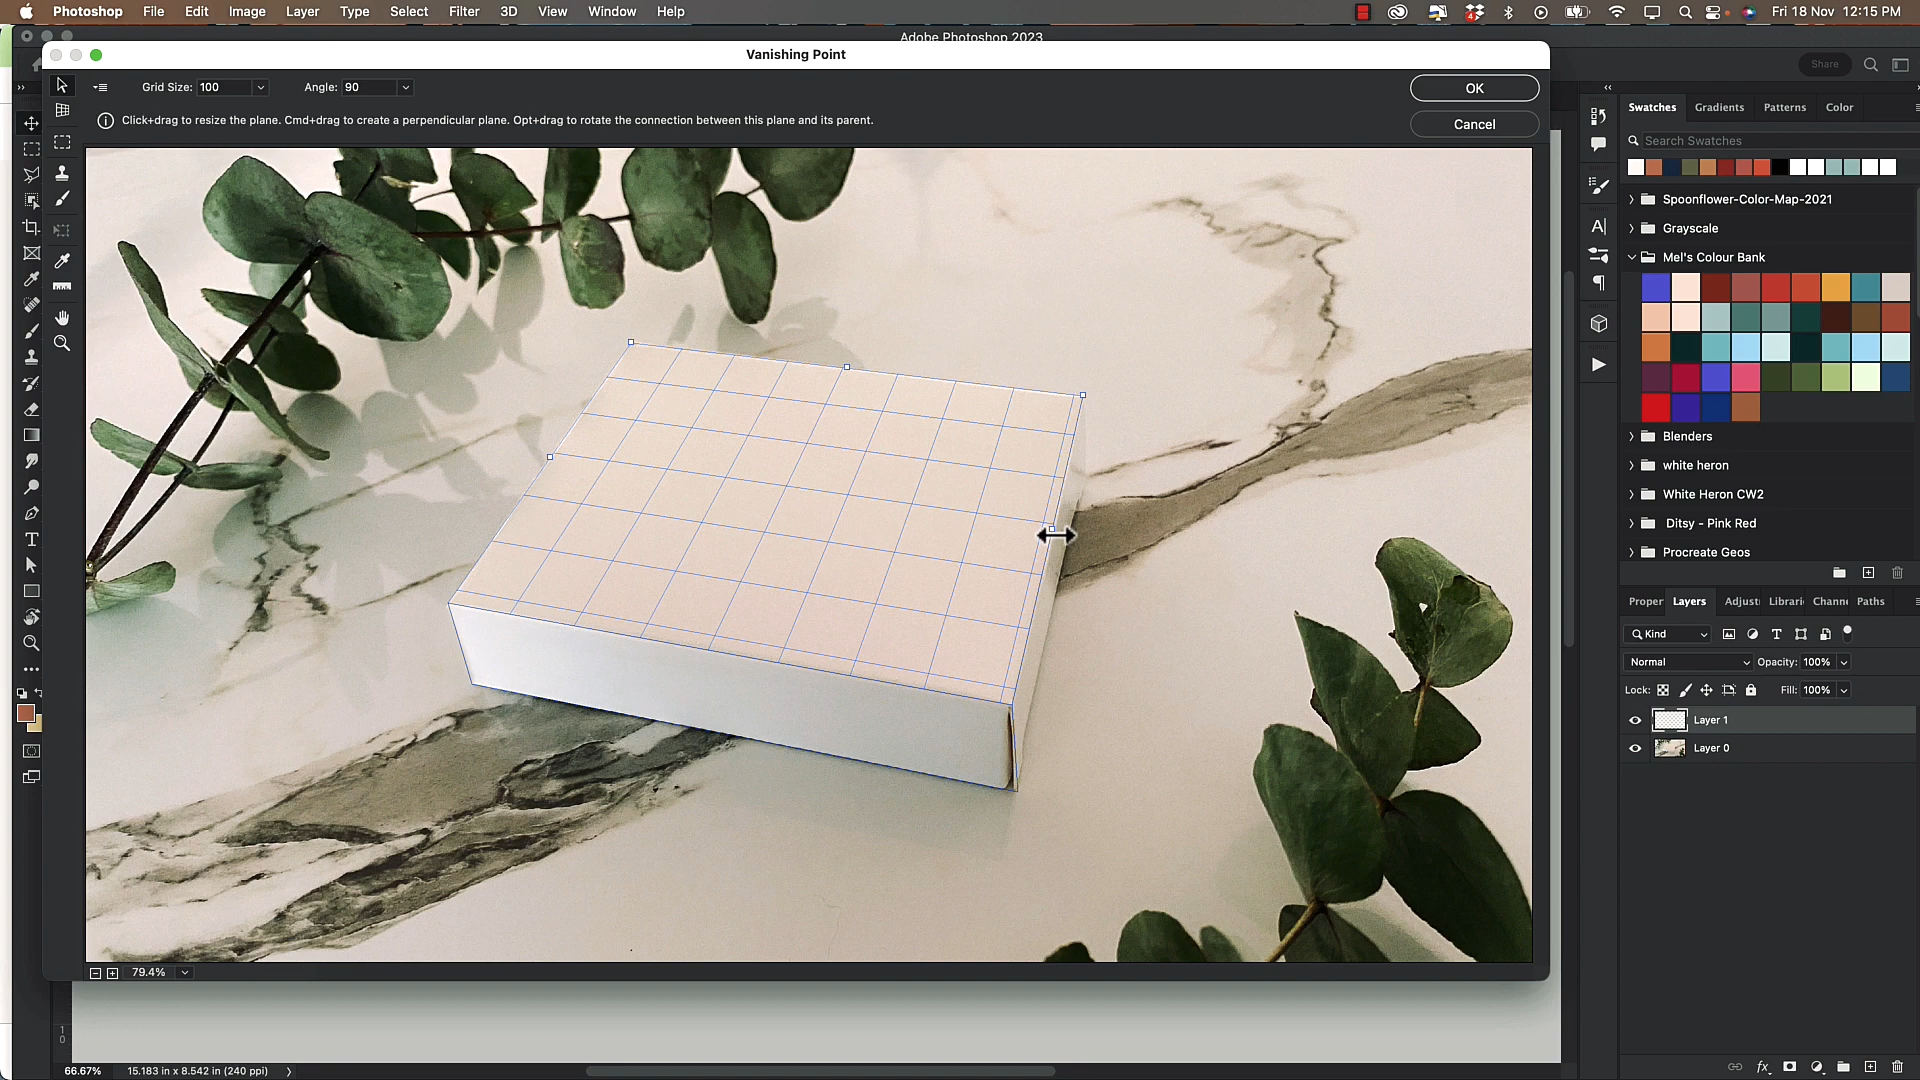 Photoshop File Edit Image Layer Type Select Filter 3D View Window Help Fri 18 Nov 12:15 PM
Adobe Photoshop 2023
Vanishing Point
Share
Grid Size: 100 Angle: 90
OK
Click+drag to resize the plane. Cmd+drag to create a perpendicular plane. Opt+drag to rotate the connection between this plane and its parent.
Cancel
Swatches Gradients Patterns Color
Search Swatches
Spoonflower-Color-Map-2021
Grayscale
Mel's Colour Bank
Blenders
white heron
White Heron CW2
Ditsy - Pink Red
Procreate Geos
Proper Layers Adjust Librari Chann Paths
Kind
Normal Opacity: 100%
Lock: Fill: 100%
Layer 1
Layer 0
79.4%
1
0
66.67% 15.183 in x 8.542 in (240 ppi)